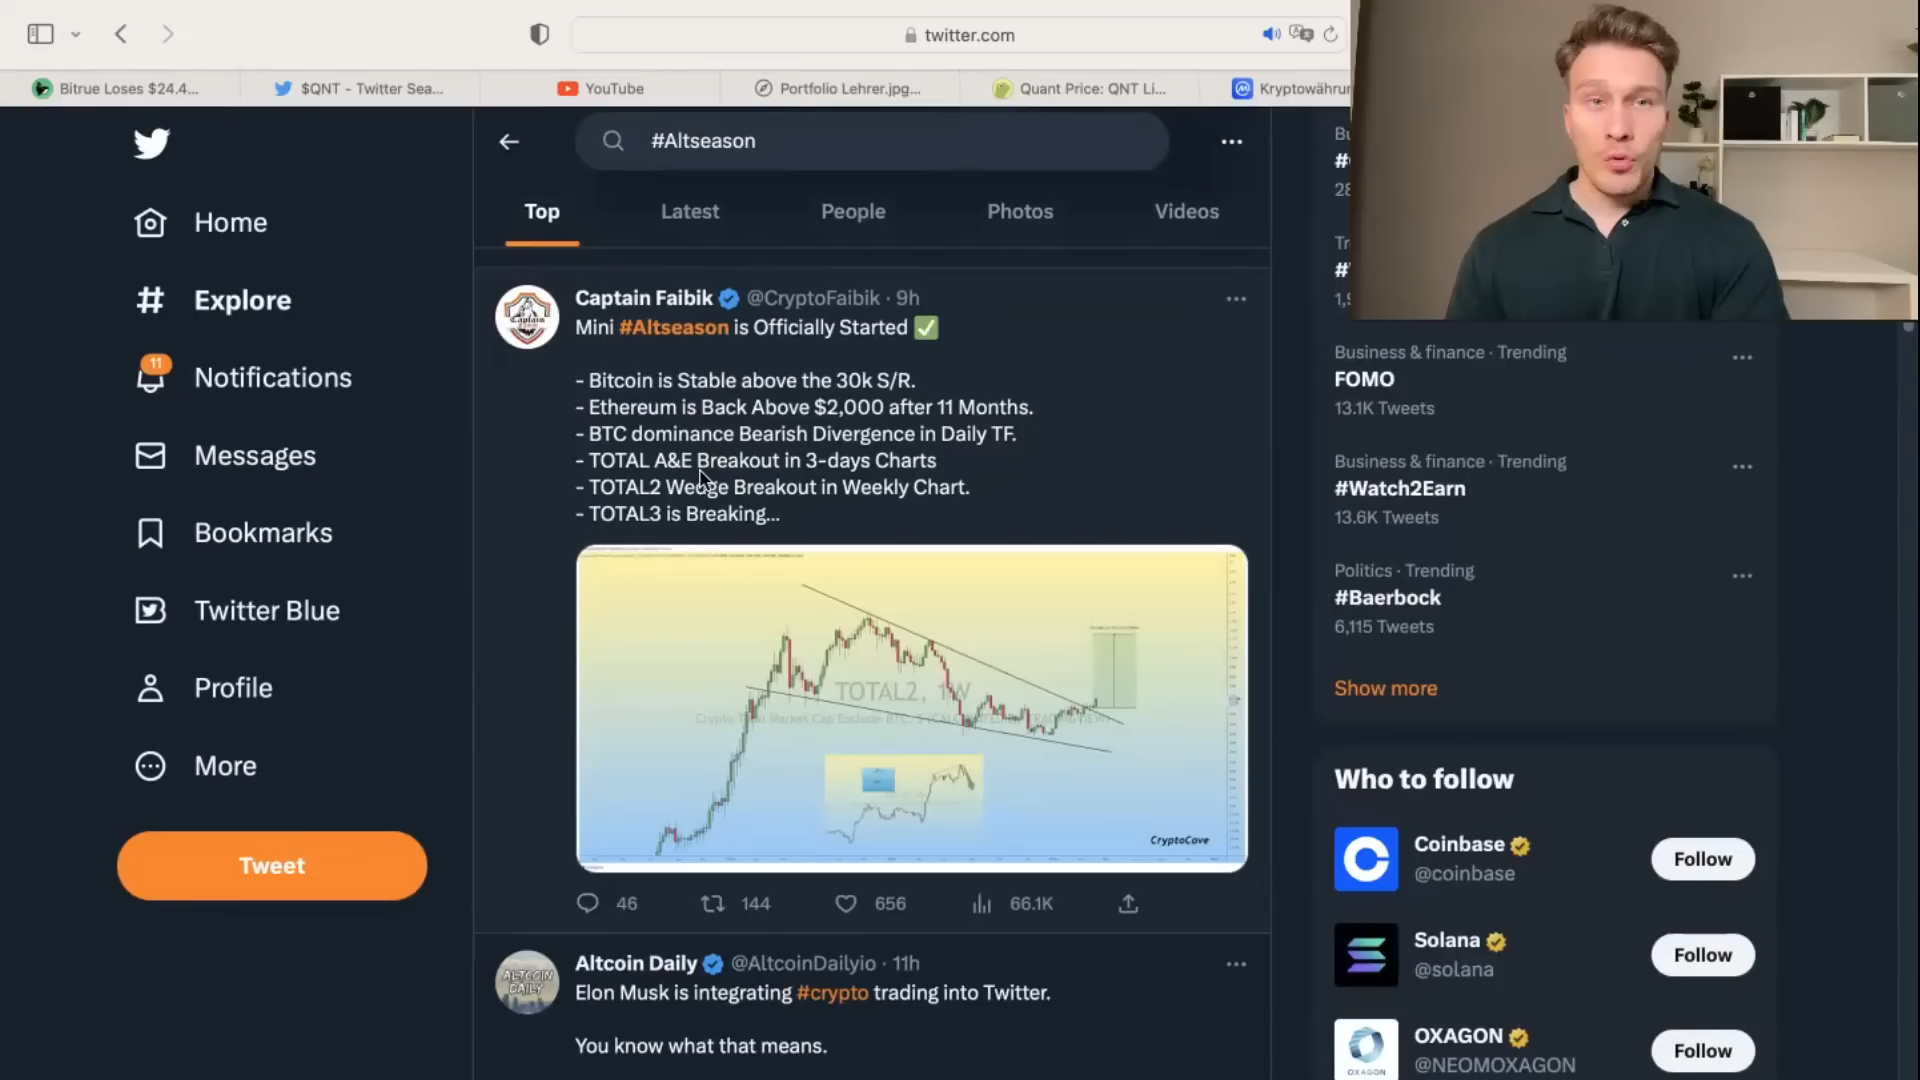 twitter.com
Bitrue Loses $24.4...
$QNT - Twitter Sea...
YouTube
Portfolio Lehrer.jpg...
Quant Price: QNT Li...
Kryptowährun
#Altseason
Top
Latest
People
Photos
Videos
Home
Explore
11
Notifications
Messages
Bookmarks
Twitter Blue
Profile
More
Tweet
Captain Faibik @CryptoFaibik · 9h
Mini #Altseason is Officially Started ✅
- Bitcoin is Stable above the 30k S/R.
- Ethereum is Back Above $2,000 after 11 Months.
- BTC dominance Bearish Divergence in Daily TF.
- TOTAL A&E Breakout in 3-days Charts
- TOTAL2 Wedge Breakout in Weekly Chart.
- TOTAL3 is Breaking...
TOTAL2, 1W
CryptoCove
46
144
656
66.1K
ALTCOIN
DAILY
Altcoin Daily @AltcoinDailyio · 11h
Elon Musk is integrating #crypto trading into Twitter.
You know what that means.
Business & finance · Trending
FOMO
13.1K Tweets
Business & finance · Trending
#Watch2Earn
13.6K Tweets
Politics · Trending
#Baerbock
6,115 Tweets
Show more
Who to follow
Coinbase
@coinbase
Follow
Solana
@solana
Follow
OXAGON
OXAGON
@NEOMOXAGON
Follow